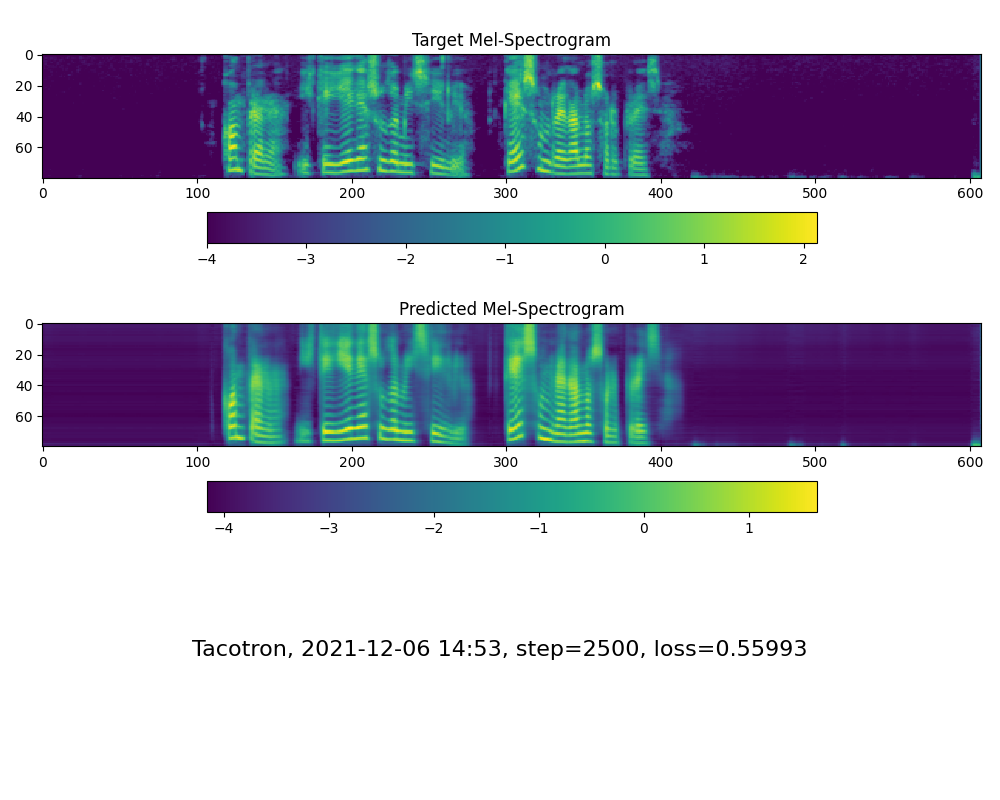 Target Mel-Spectrogram
0
20
40
60
0 100 200 300 400 500 600
−4 −3 −2 −1 0 1 2
Predicted Mel-Spectrogram
0
20
40
60
0 100 200 300 400 500 600
−4 −3 −2 −1 0 1
Tacotron, 2021-12-06 14:53, step=2500, loss=0.55993